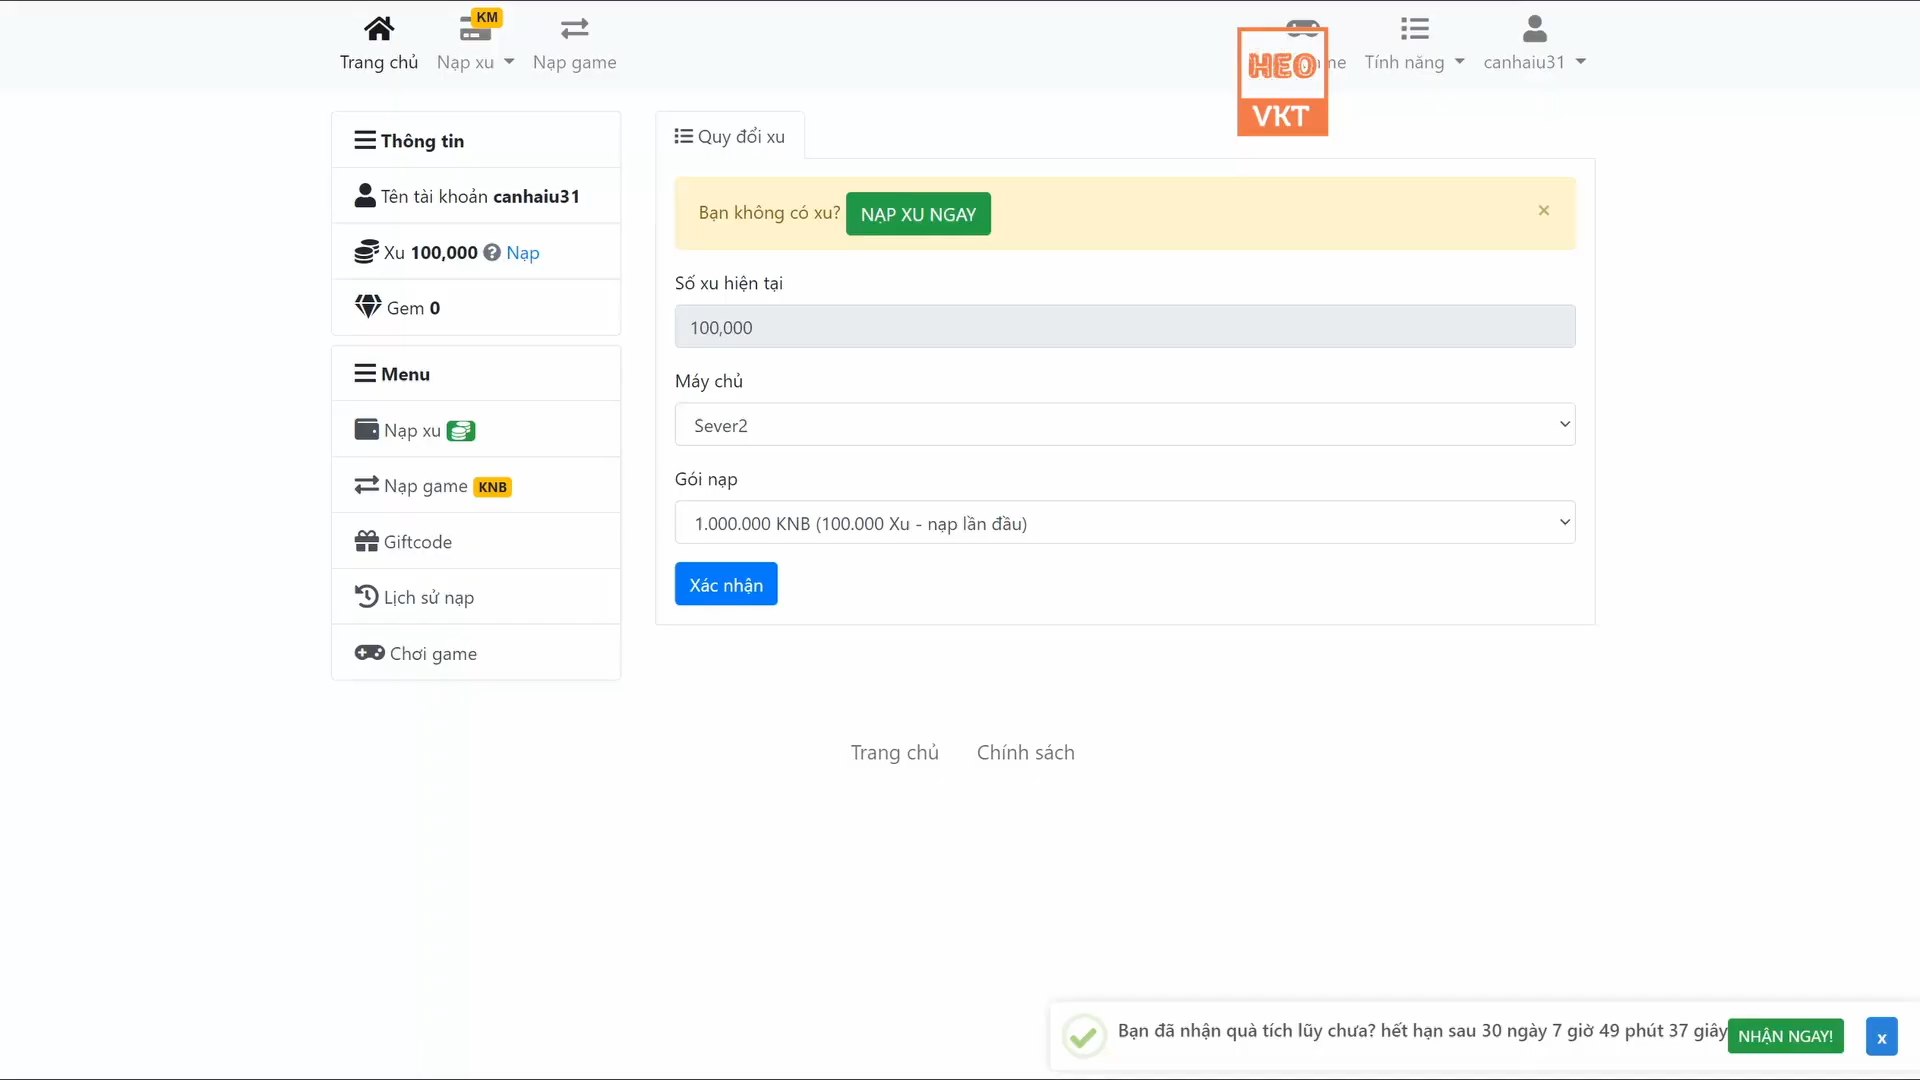 KM
Trang chủ
Nạp xu
Nạp game
me
Tính năng
canhaiu31
HEO
VKT
Thông tin
Tên tài khoản canhaiu31
Xu 100,000 Nạp
Gem 0
Menu
Nạp xu
Nạp game KNB
Giftcode
Lịch sử nạp
Chơi game
Quy đổi xu
Bạn không có xu? NẠP XU NGAY ×
Số xu hiện tại
100,000
Máy chủ
Sever2
Gói nạp
1.000.000 KNB (100.000 Xu - nạp lần đầu)
Xác nhận
Trang chủ Chính sách
Bạn đã nhận quà tích lũy chưa? hết hạn sau 30 ngày 7 giờ 49 phút 37 giây NHẬN NGAY! x